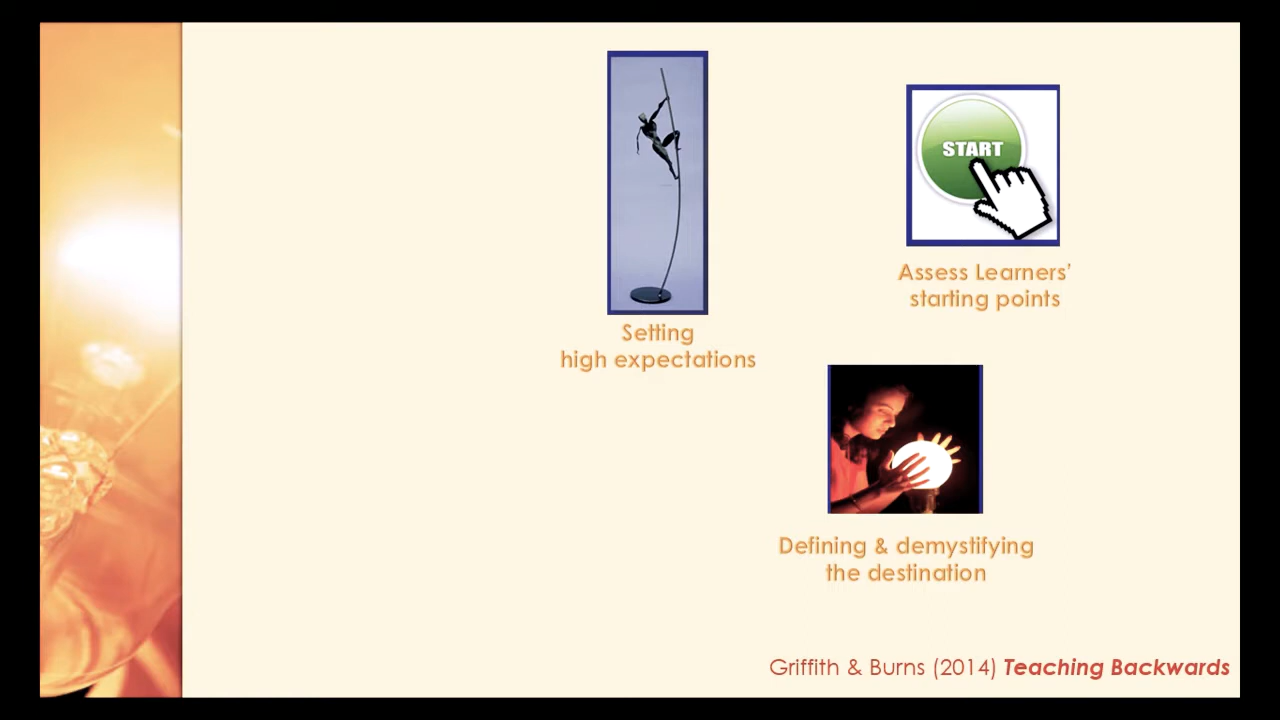 START
Assess Learners’
starting points
Setting
high expectations
Defining & demystifying
the destination
Griffith & Burns (2014) Teaching Backwards